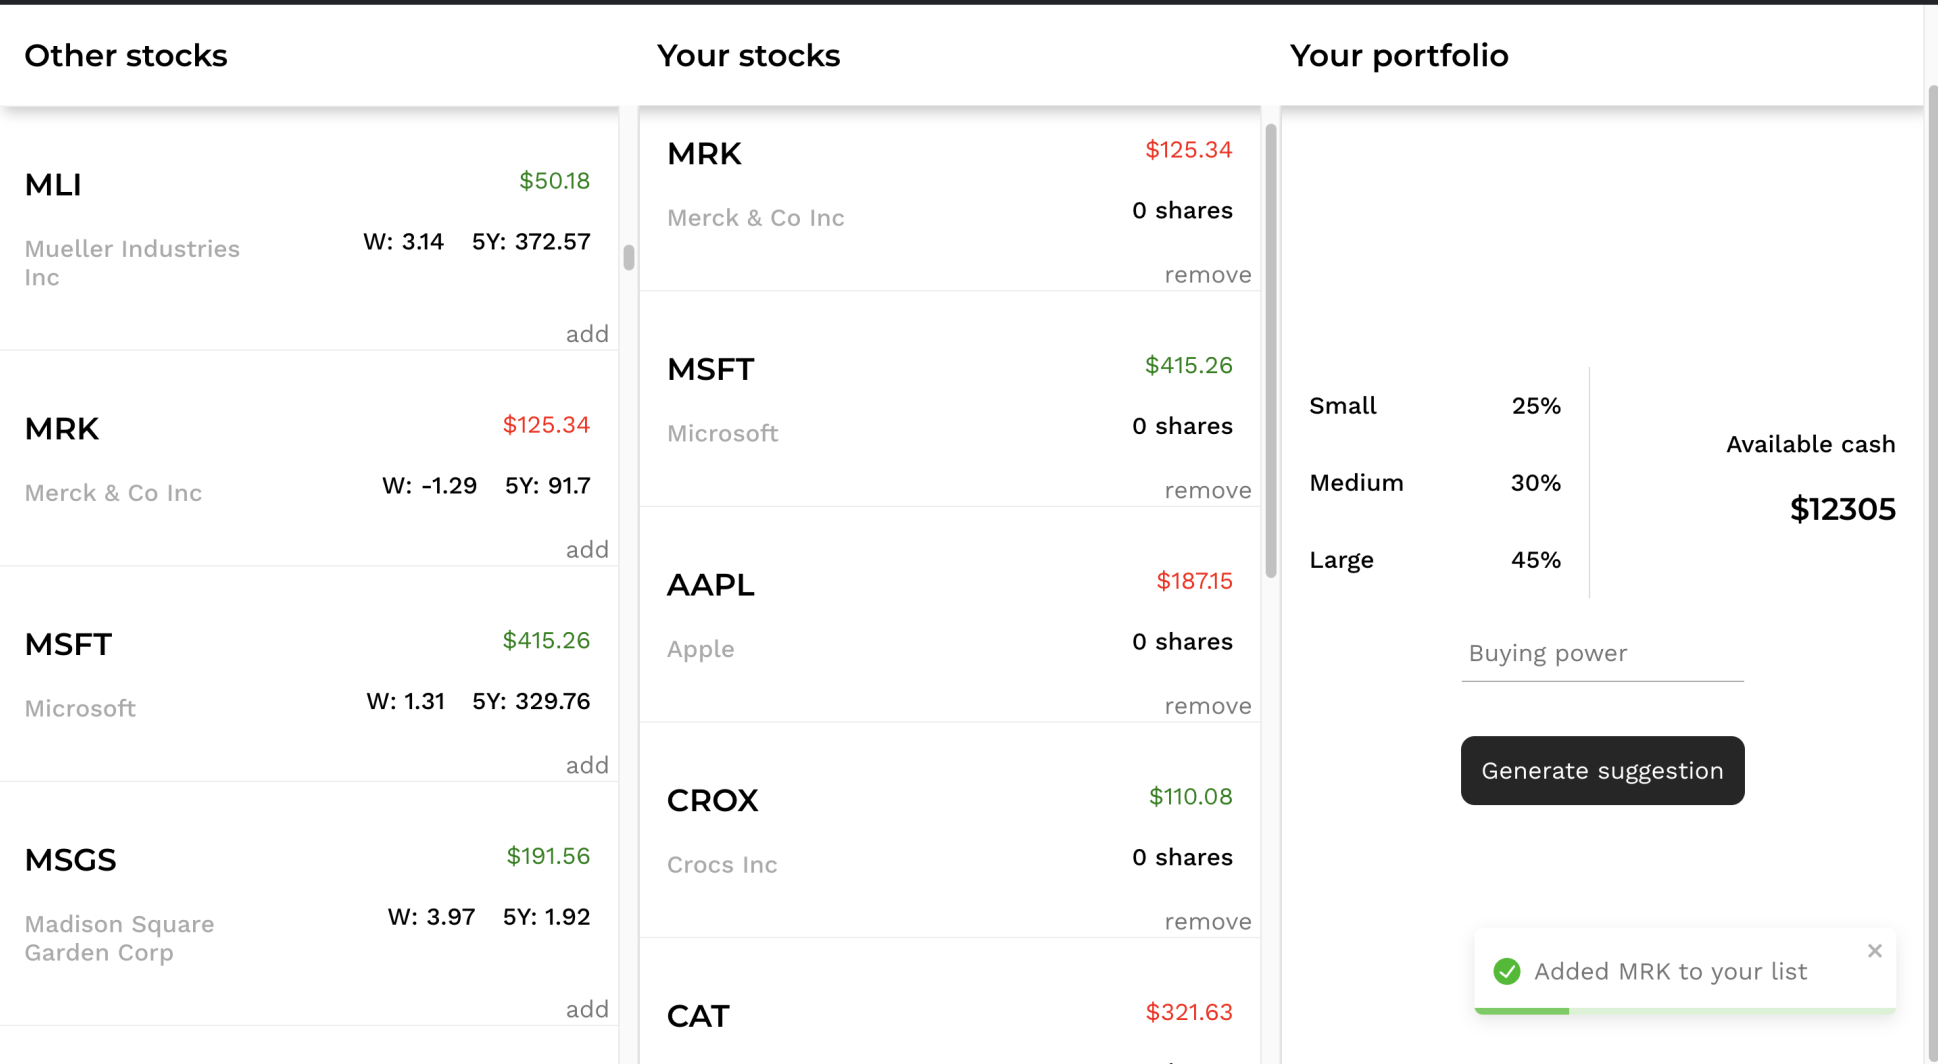 Other stocks
MLI
$50.18
Mueller Industries
Inc
W: 3.14 5Y: 372.57
add
MRK
$125.34
Merck & Co Inc
W: -1.29 5Y: 91.7
add
MSFT
$415.26
Microsoft
W: 1.31 5Y: 329.76
add
MSGS
$191.56
Madison Square
Garden Corp
W: 3.97 5Y: 1.92
add
Your stocks
MRK
$125.34
Merck & Co Inc
0 shares
remove
MSFT
$415.26
Microsoft
0 shares
remove
AAPL
$187.15
Apple
0 shares
remove
CROX
$110.08
Crocs Inc
0 shares
remove
CAT
$321.63
Your portfolio
Small 25%
Medium 30%
Large 45%
Available cash
$12305
Buying power
Generate suggestion
Added MRK to your list